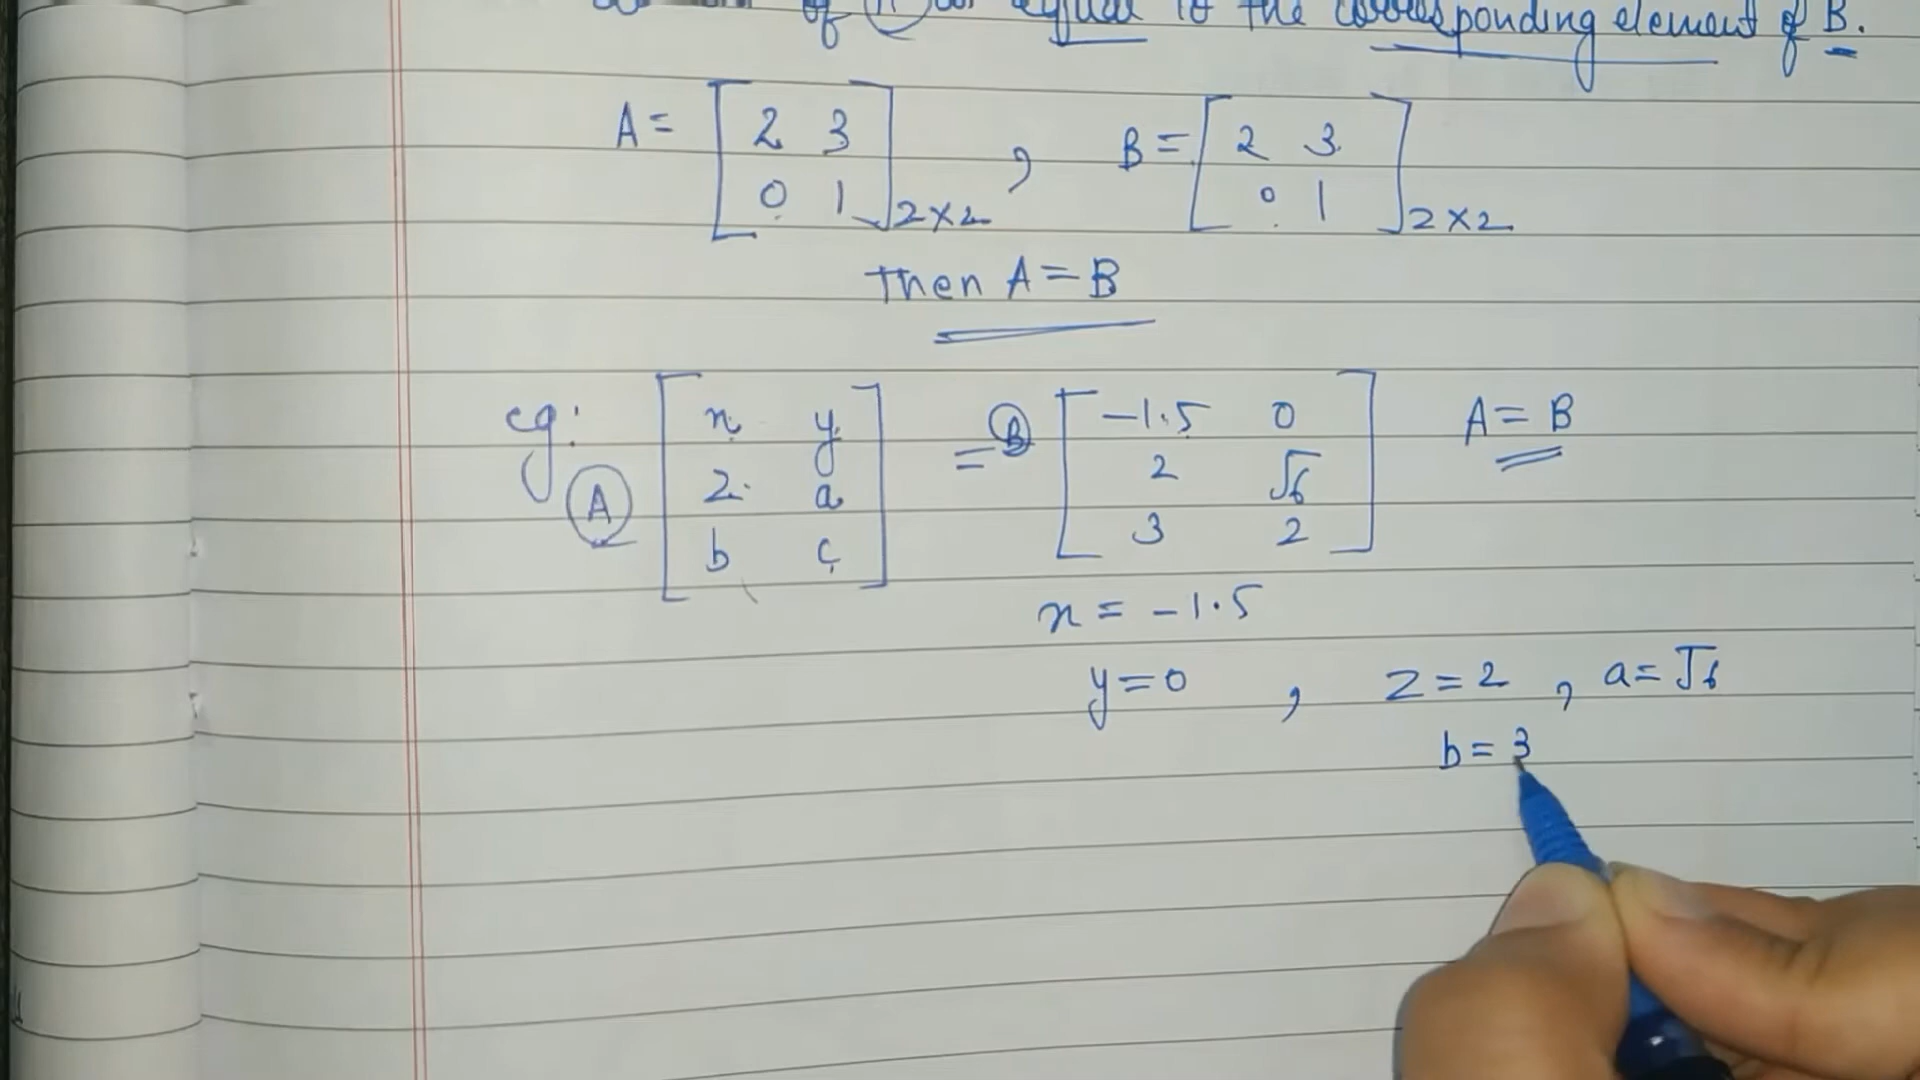 of A are equal to the corresponding element of B.
A = [ 2 3 0 1 ] 2×2 , B = [ 2 3 0 1 ] 2×2
Then A = B
eg: A [ x y z a b c ] = B [ -1.5 0 2 √6 3 2 ] A = B
x = -1.5
y = 0 , z = 2 , a = √6
b = 3